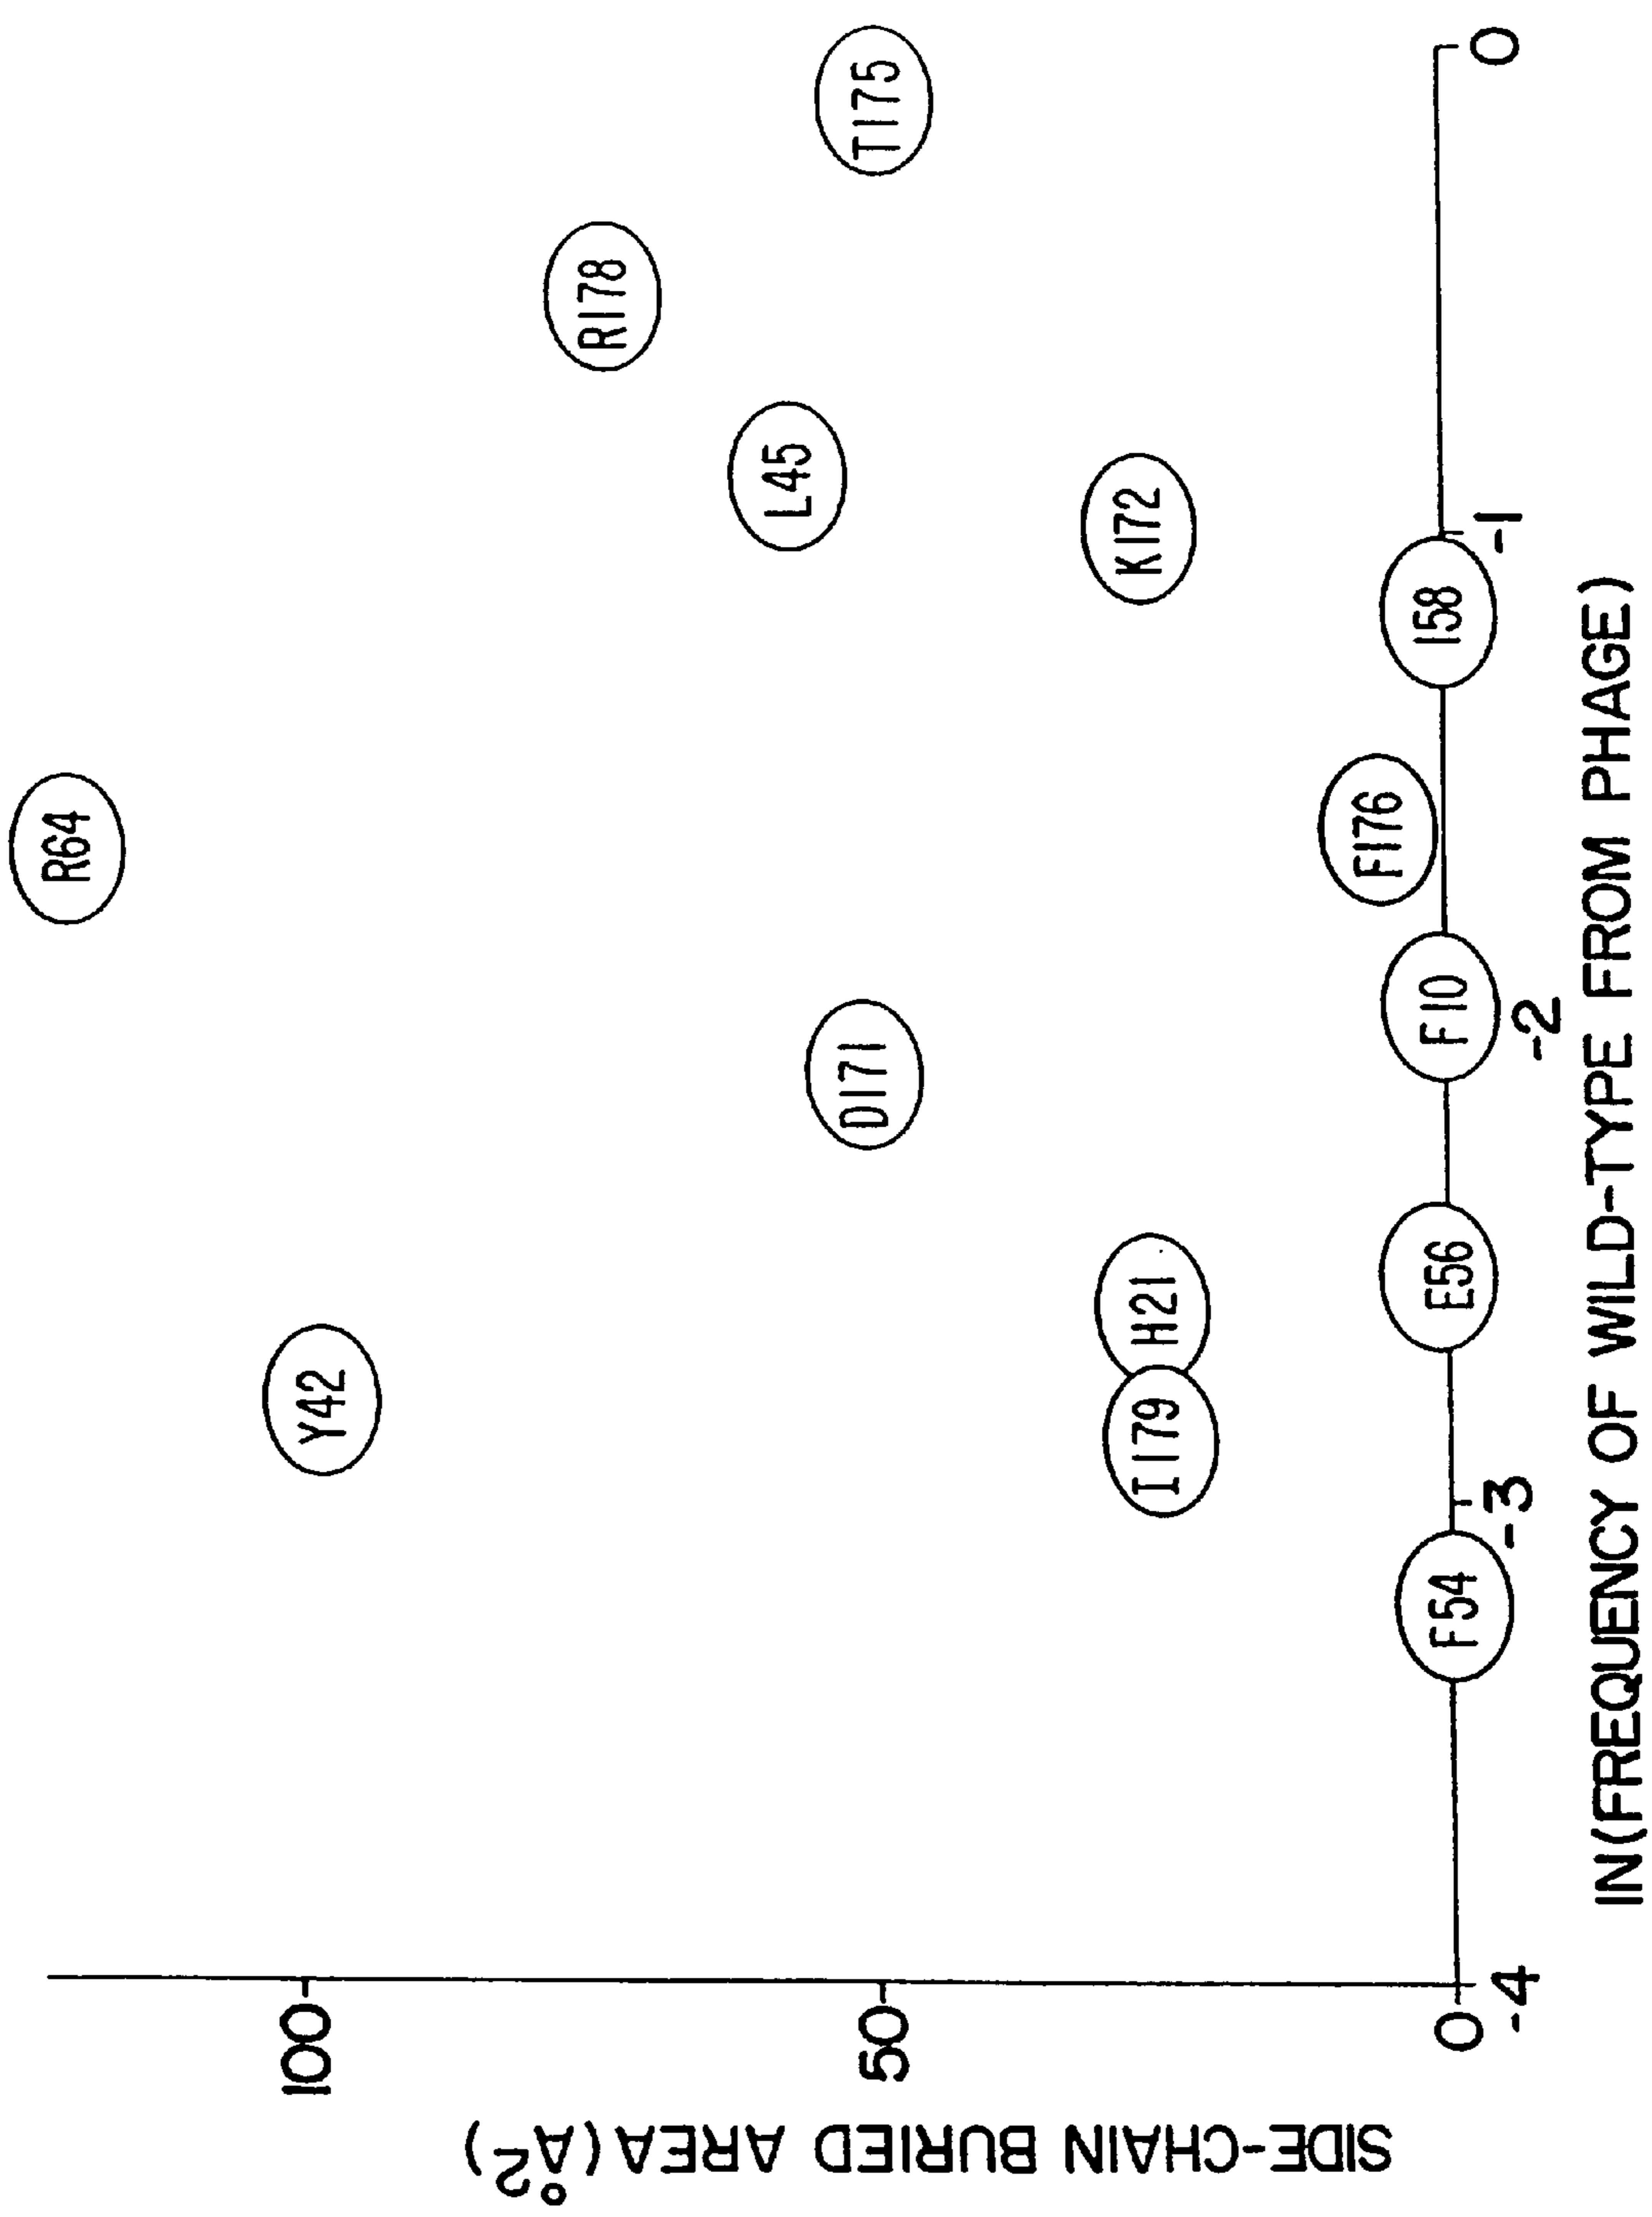 SIDE-CHAIN BURIED AREA (Å2)
100
50
0
R64
Y42
R178
L45
D171
T175
H21
I179
K172
F176
F54
E56
F10
I58
-4
-3
-2
-1
0
IN(FREQUENCY OF WILD-TYPE FROM PHAGE)